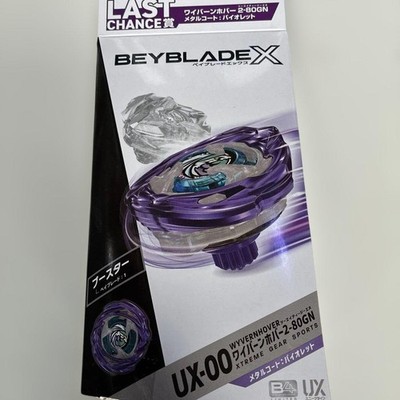 LAST
CHANCE賞
ワイバーンホバー2-80GN
メタルコート：バイオレット
BEYBLADE X
ベイブレードエックス
ブースター
UX-00
WYVERNHOVER
ワイバーンホバー2-80GN
XTREME GEAR SPORTS
メタルコート：バイオレット
UX